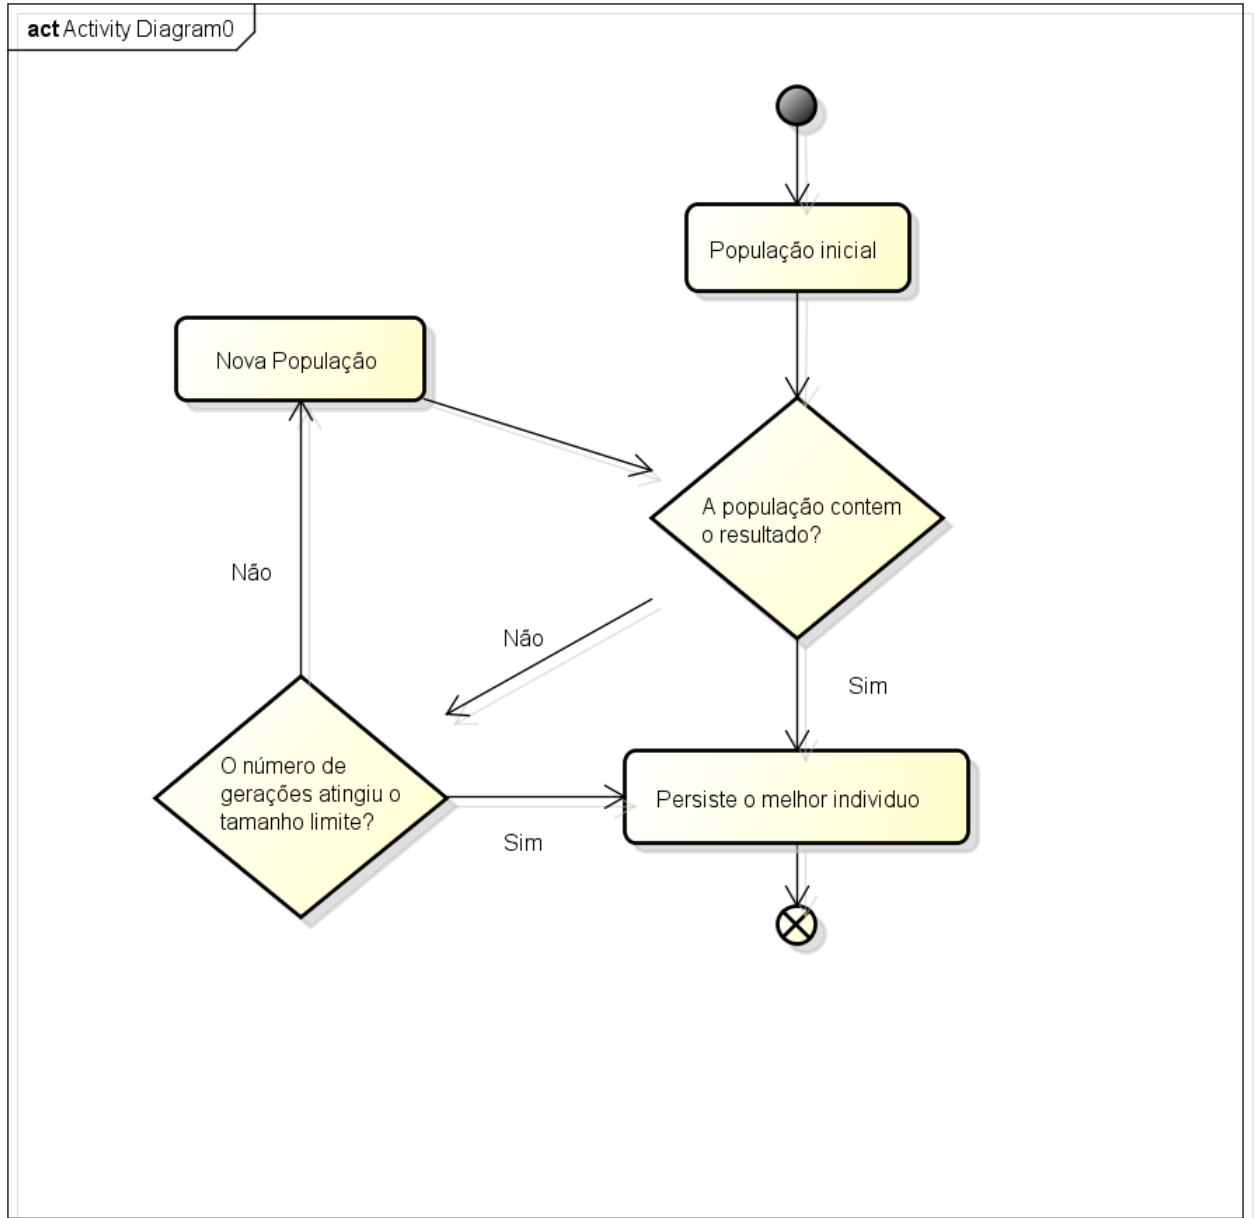 act Activity Diagram0
População inicial
Nova População
A população contem
o resultado?
Não
Não
Sim
O número de
gerações atingiu o
tamanho limite?
Persiste o melhor individuo
Sim